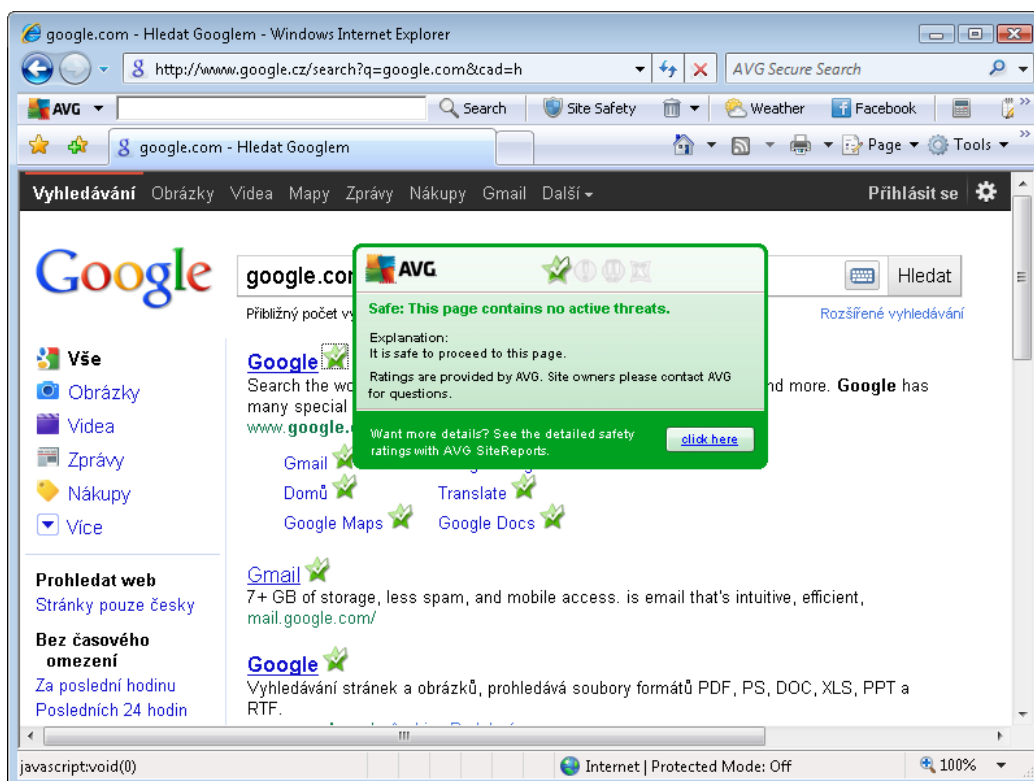 google.com - Hledat Googlem - Windows Internet Explorer
http://www.google.cz/search?q=google.com&cad=h
AVG Secure Search
AVG
Search
Site Safety
Weather
Facebook
google.com - Hledat Googlem
Page
Tools
Vyhledávání Obrázky Videa Mapy Zprávy Nákupy Gmail Další
Přihlásit se
Google
google.co
Hledat
Přibližný počet
Rozšířené vyhledávání
AVG
Safe: This page contains no active threats.
Explanation:
It is safe to proceed to this page.
Ratings are provided by AVG. Site owners please contact AVG
for questions.
Want more details? See the detailed safety
ratings with AVG SiteReports.
click here
Vše
Obrázky
Videa
Zprávy
Nákupy
Více
Prohledat web
Stránky pouze česky
Bez časového
omezení
Za poslední hodinu
Posledních 24 hodin
Google
Search the
nd more. Google has
many special
www.google.
Gmail
Domů
Translate
Google Maps
Google Docs
Gmail
7+ GB of storage, less spam, and mobile access. is email that's intuitive, efficient,
mail.google.com/
Google
Vyhledávání stránek a obrázků, prohledává soubory formátů PDF, PS, DOC, XLS, PPT a
RTF.
javascript:void(0)
Internet | Protected Mode: Off
100%